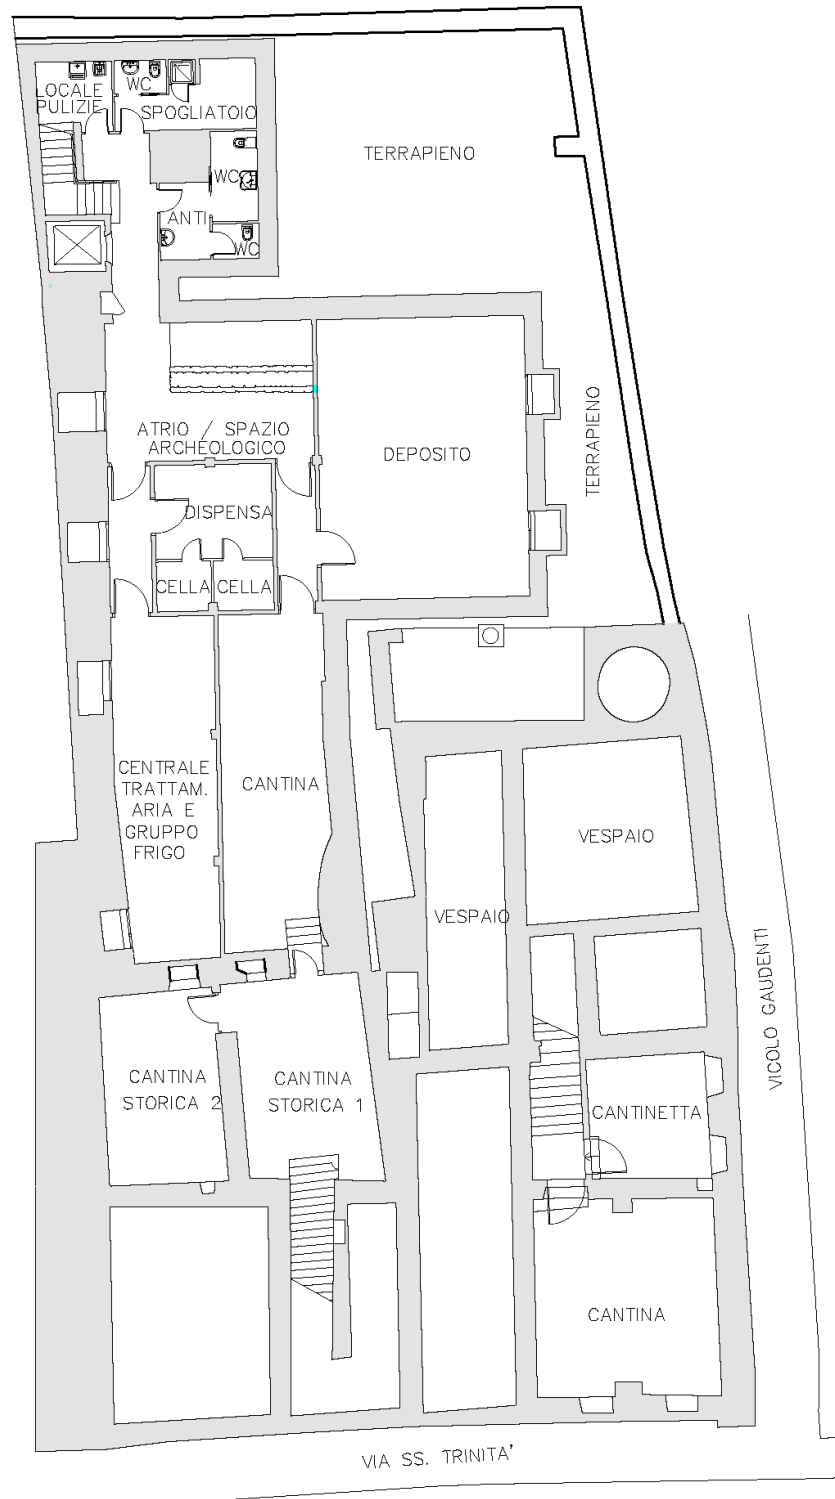 LOCALE
PULIZIE
WC
SPOGLIATOIO
TERRAPIENO
WC
ANTI
WC
TERRAPIENO
ATRIO / SPAZIO
ARCHEOLOGICO
DEPOSITO
DISPENSA
CELLA
CELLA
CENTRALE
TRATTAM.
ARIA E
GRUPPO
FRIGO
CANTINA
VESPAIO
VESPAIO
VICOLO GAUDENTI
CANTINA
STORICA 2
CANTINA
STORICA 1
CANTINETTA
CANTINA
VIA SS. TRINITA'